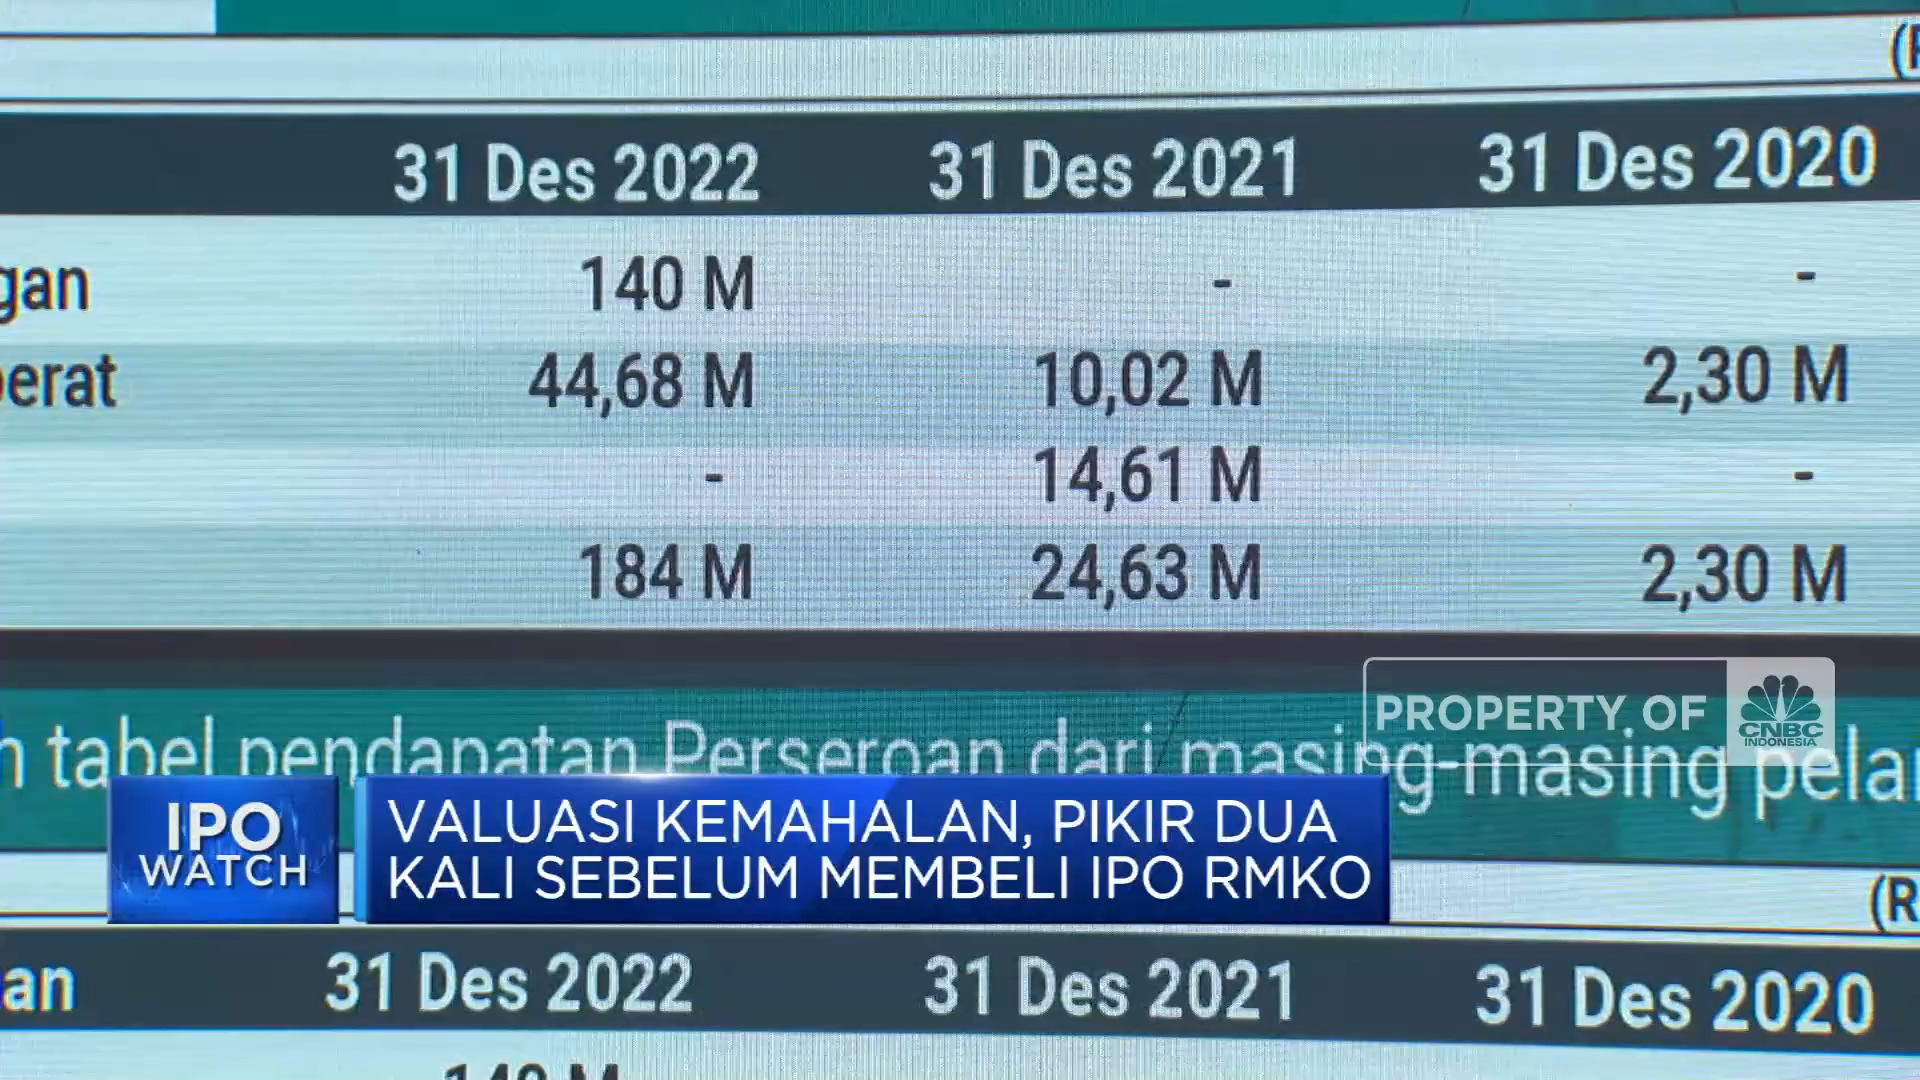 31 Des 2022 31 Des 2021 31 Des 2020
gan 140 M - -
erat 44,68 M 10,02 M 2,30 M
- 14,61 M -
184 M 24,63 M 2,30 M
PROPERTY OF CNBC INDONESIA
h tabel pendapatan Perseroan dari masing-masing pela
IPO WATCH
VALUASI KEMAHALAN, PIKIR DUA
KALI SEBELUM MEMBELI IPO RMKO
(R
an 31 Des 2022 31 Des 2021 31 Des 2020
140 M